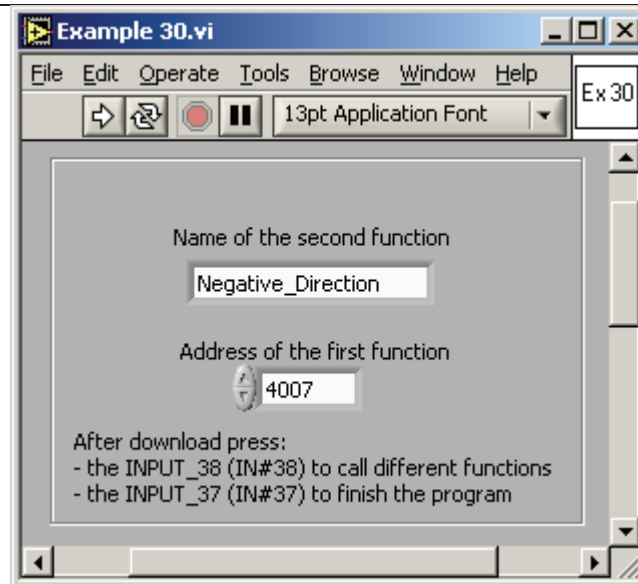 Example 30.vi
File Edit Operate Tools Browse Window Help
Ex 30
13pt Application Font
Name of the second function
Negative_Direction
Address of the first function
4007
After download press:
- the INPUT_38 (IN#38) to call different functions
- the INPUT_37 (IN#37) to finish the program